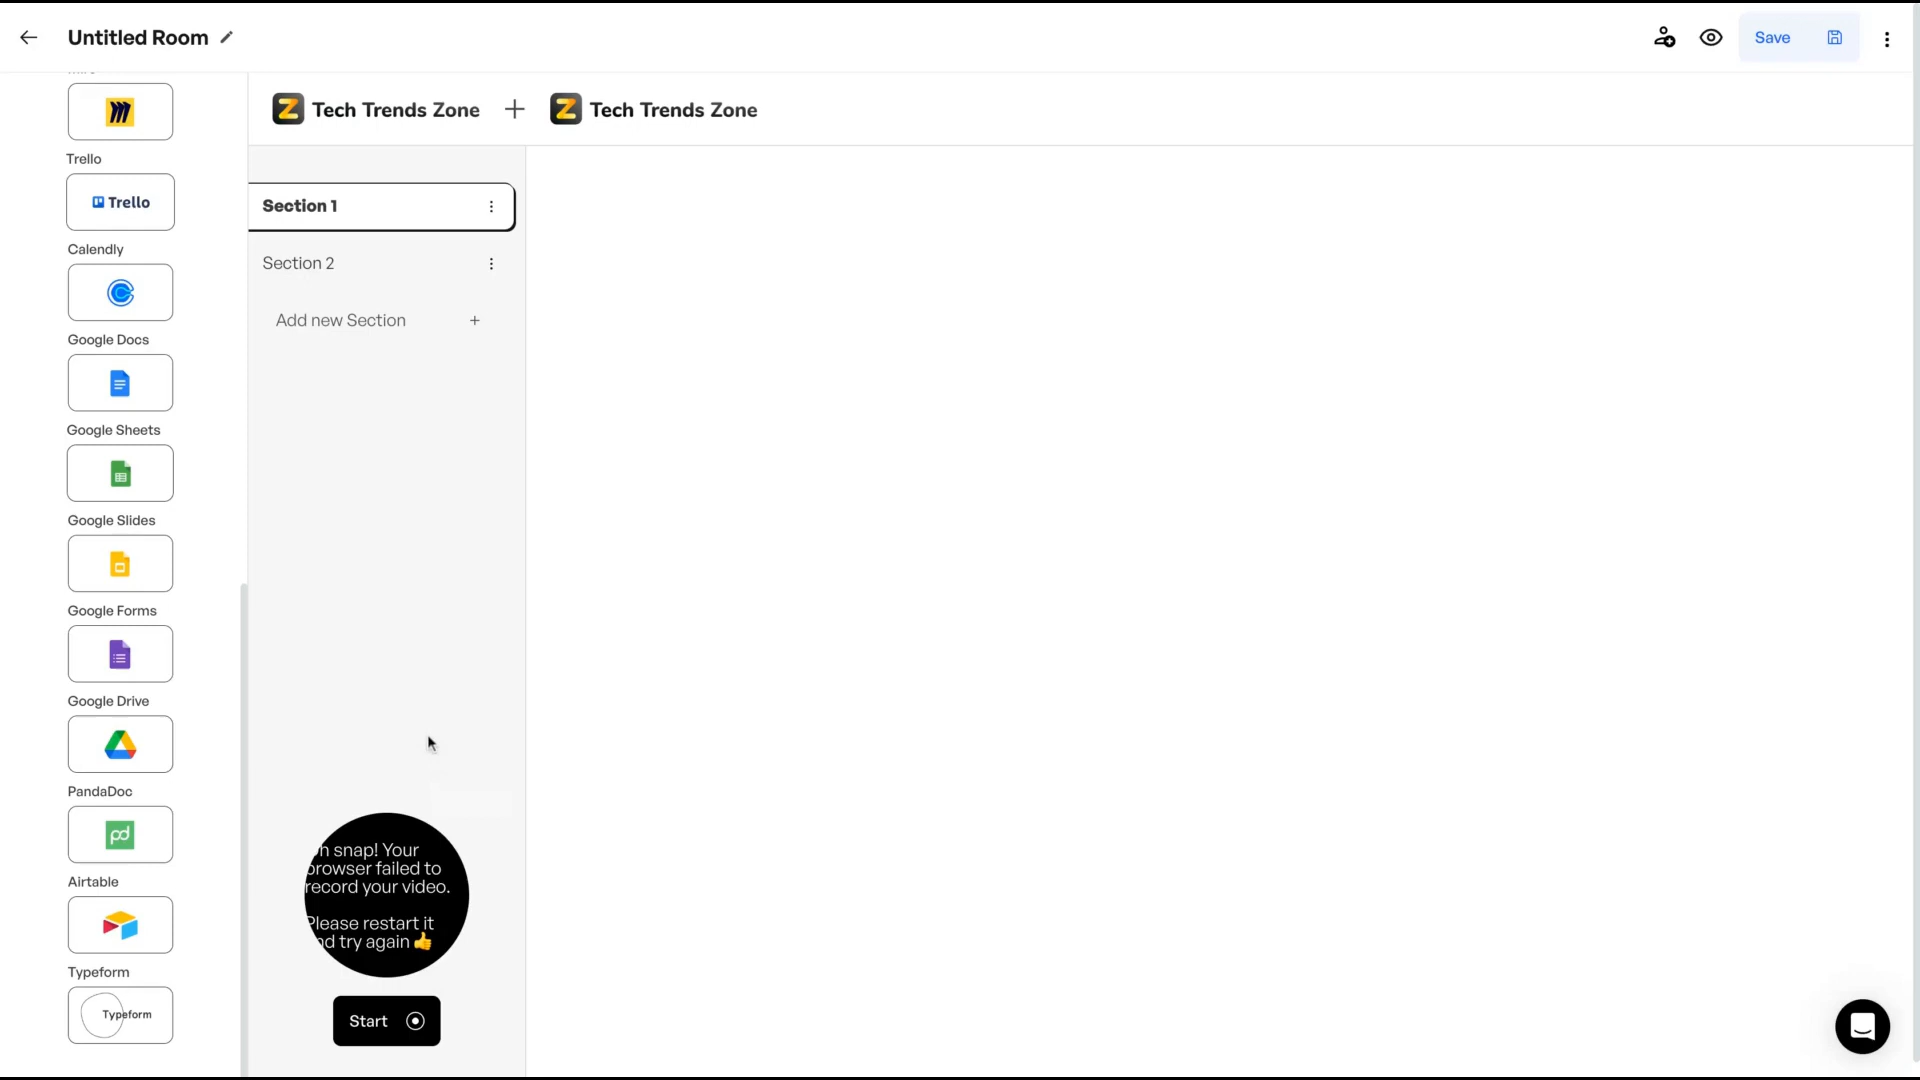 Untitled Room
Save
Trello
Trello
Calendly
Google Docs
Google Sheets
Google Slides
Google Forms
Google Drive
PandaDoc
pd
Airtable
Typeform
Typeform
Z Tech Trends Zone
Z Tech Trends Zone
Section 1
Section 2
Add new Section
snap! Your
browser failed to
record your video.
Please restart it
try again 👍
Start